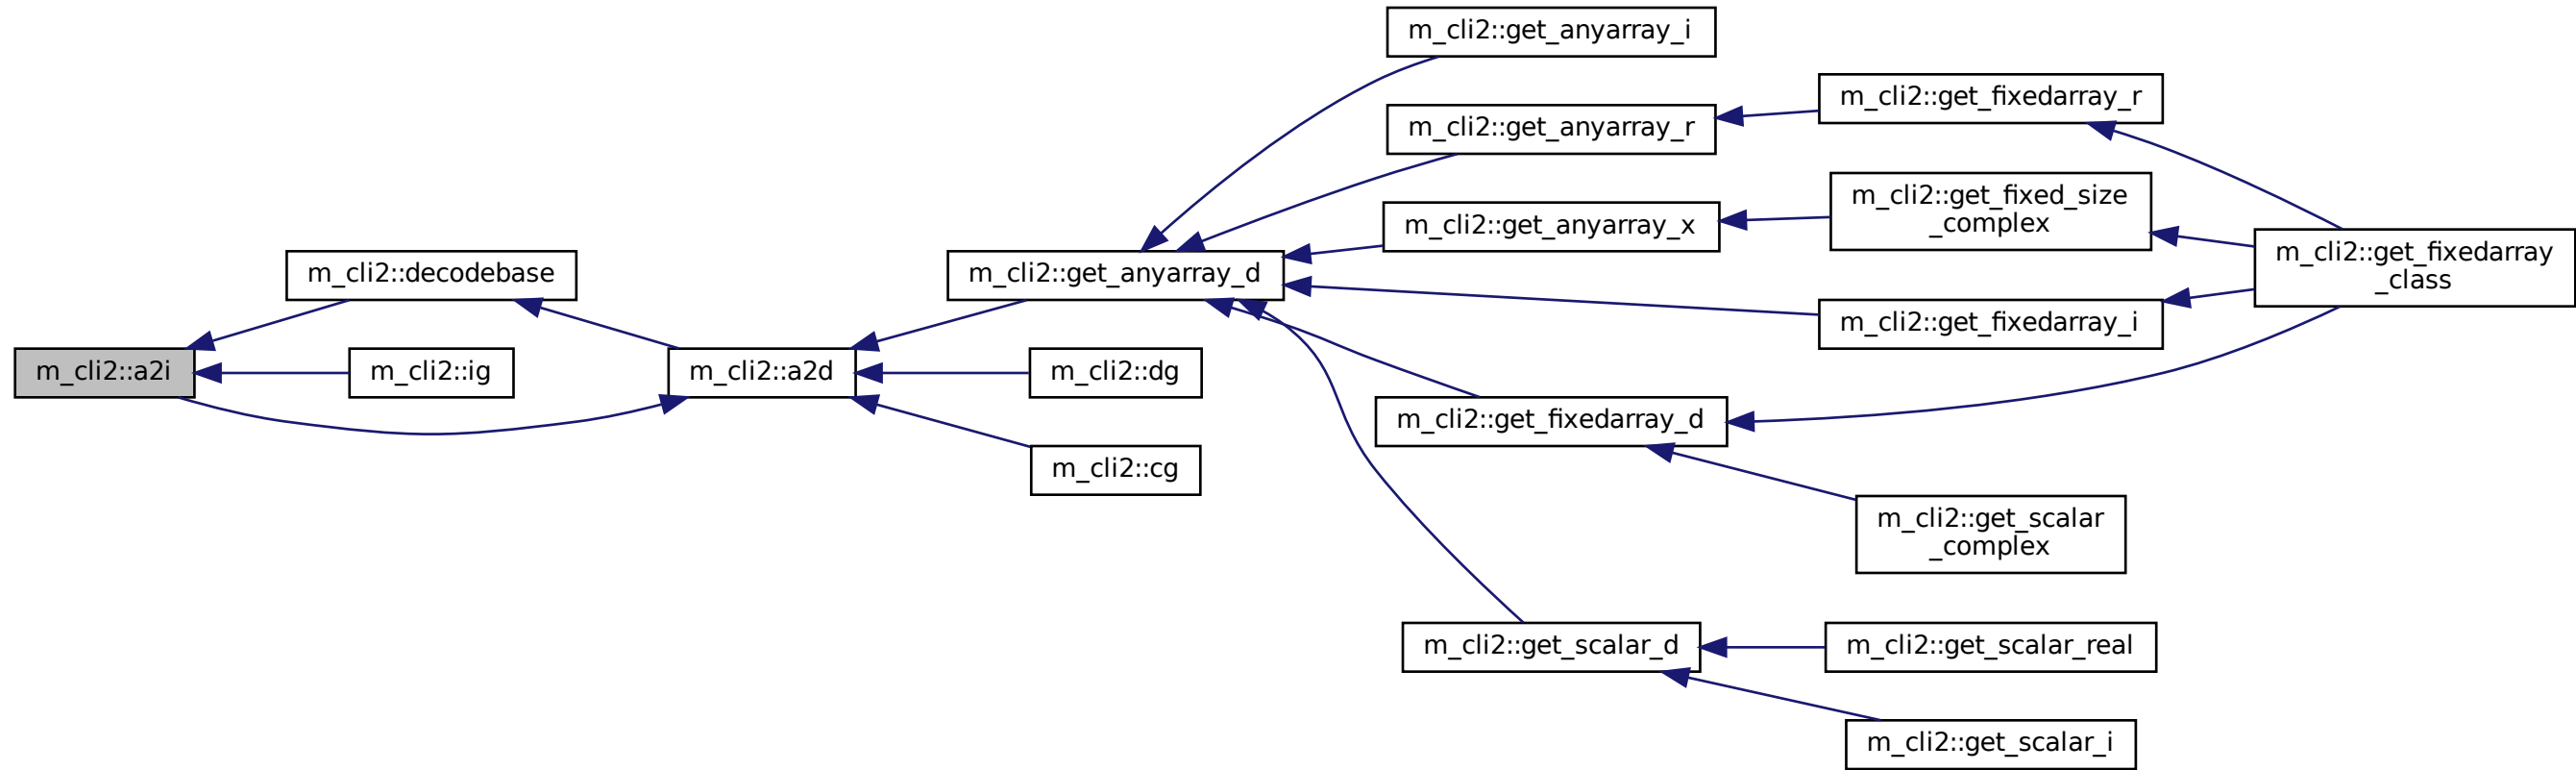 m_cli2::get_anyarray_i
m_cli2::get_fixedarray_r
m_cli2::get_anyarray_r
m_cli2::get_fixed_size
_complex
m_cli2::get_anyarray_x
m_cli2::get_fixedarray
_class
m_cli2::decodebase
m_cli2::get_anyarray_d
m_cli2::get_fixedarray_i
m_cli2::a2i
m_cli2::ig
m_cli2::a2d
m_cli2::dg
m_cli2::get_fixedarray_d
m_cli2::cg
m_cli2::get_scalar
_complex
m_cli2::get_scalar_d
m_cli2::get_scalar_real
m_cli2::get_scalar_i